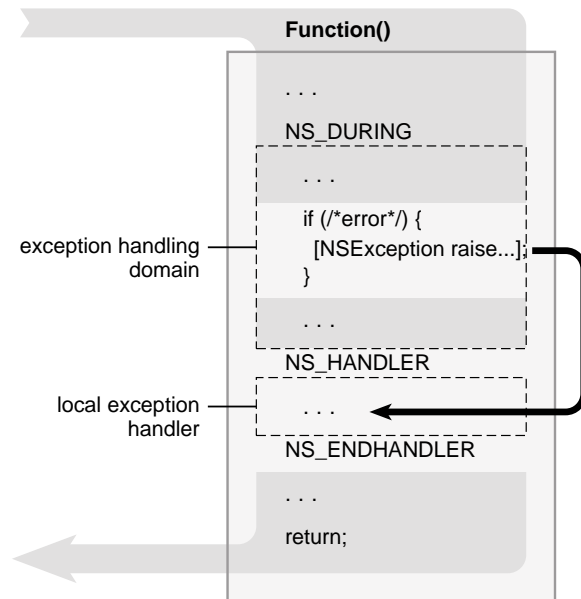 Function()
. . .
NS_DURING
. . .
if (/*error*/) {
[NSException raise...];
}
exception handling
domain
. . .
NS_HANDLER
local exception
handler
. . .
NS_ENDHANDLER
. . .
return;